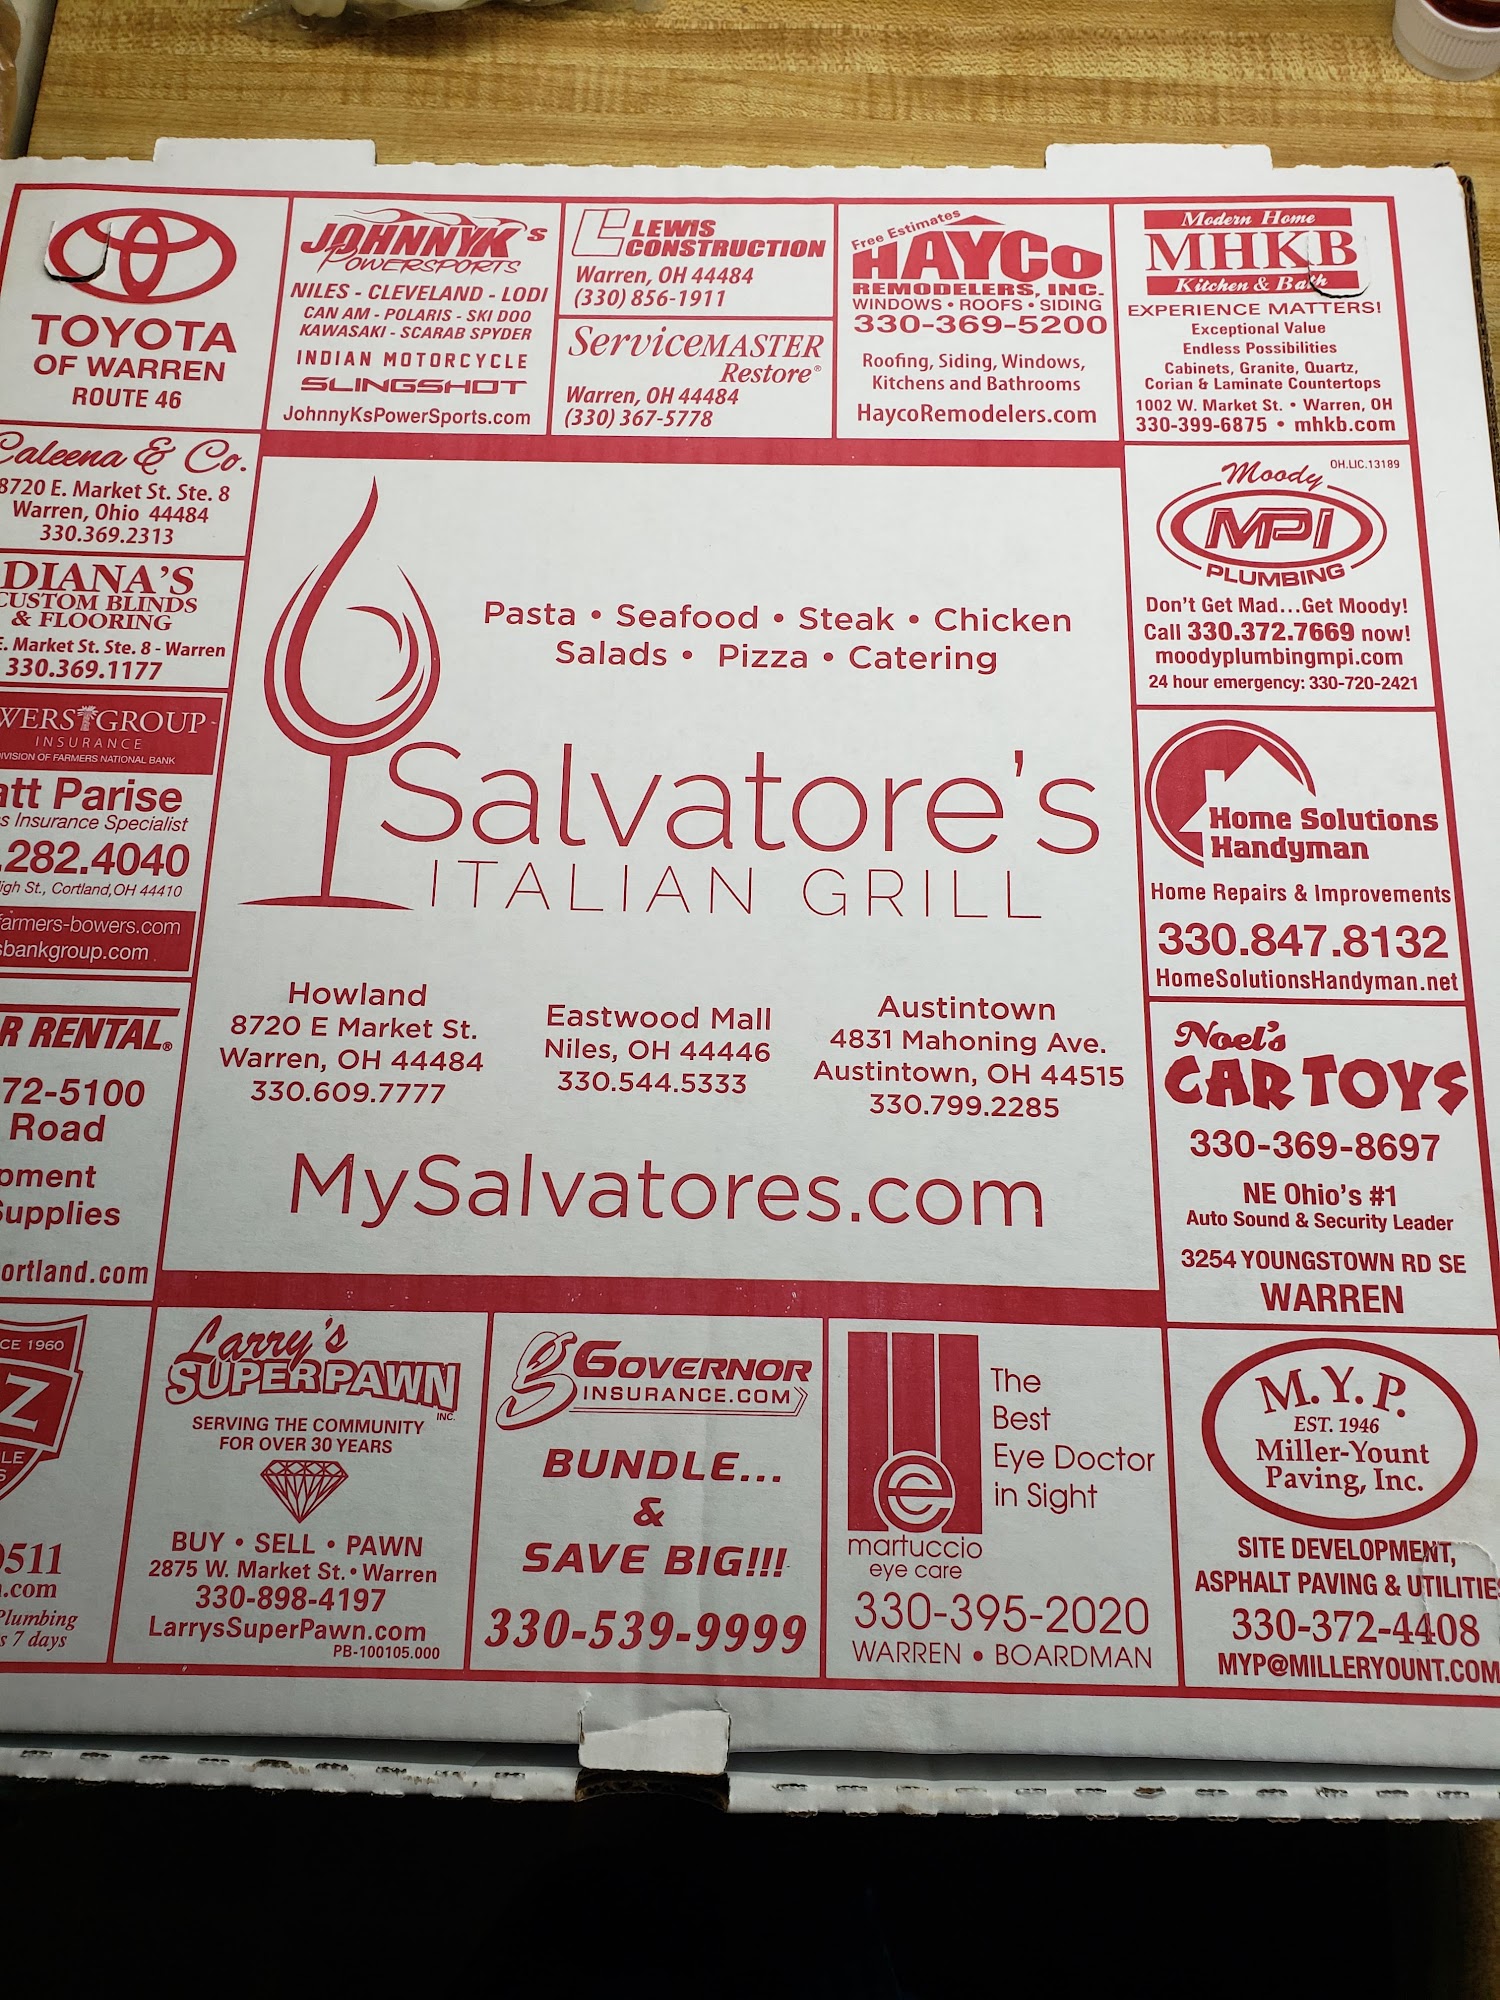 TOYOTA
OF WARREN
ROUTE 46
JOHNNYK's
POWERSPORTS
NILES - CLEVELAND - LODI
CAN AM - POLARIS - SKI DOO
KAWASAKI - SCARAB SPYDER
INDIAN MOTORCYCLE
SLINGSHOT
JohnnyKsPowerSports.com
LEWIS
CONSTRUCTION
Warren, OH 44484
(330) 856-1911
ServiceMASTER
Restore®
Warren, OH 44484
(330) 367-5778
Free Estimates
HAYCO
REMODELERS, INC.
WINDOWS • ROOFS • SIDING
330-369-5200
Roofing, Siding, Windows,
Kitchens and Bathrooms
HaycoRemodelers.com
Modern Home
MHKB
Kitchen & Bath
EXPERIENCE MATTERS!
Exceptional Value
Endless Possibilities
Cabinets, Granite, Quartz,
Corian & Laminate Countertops
1002 W. Market St. • Warren, OH
330-399-6875 • mhkb.com
Caleena & Co.
8720 E. Market St. Ste. 8
Warren, Ohio 44484
330.369.2313
DIANA'S
CUSTOM BLINDS
& FLOORING
E. Market St. Ste. 8 - Warren
330.369.1177
WERS GROUP
INSURANCE
DIVISION OF FARMERS NATIONAL BANK
att Parise
s Insurance Specialist
.282.4040
igh St., Cortland, OH 44410
farmers-bowers.com
sbankgroup.com
R RENTAL®
72-5100
Road
pment
Supplies
ortland.com
Pasta • Seafood • Steak • Chicken
Salads • Pizza • Catering
Salvatore's
ITALIAN GRILL
Howland
8720 E Market St.
Warren, OH 44484
330.609.7777
Eastwood Mall
Niles, OH 44446
330.544.5333
Austintown
4831 Mahoning Ave.
Austintown, OH 44515
330.799.2285
MySalvatores.com
OH.LIC.13189
Moody
MPI
PLUMBING
Don't Get Mad...Get Moody!
Call 330.372.7669 now!
moodyplumbingmpi.com
24 hour emergency: 330-720-2421
Home Solutions
Handyman
Home Repairs & Improvements
330.847.8132
HomeSolutionsHandyman.net
Noel's
CAR TOYS
330-369-8697
NE Ohio's #1
Auto Sound & Security Leader
3254 YOUNGSTOWN RD SE
WARREN
CE 1960
Z
LE
S
0511
.com
Plumbing
s 7 days
Larry's
SUPER PAWN
INC.
SERVING THE COMMUNITY
FOR OVER 30 YEARS
BUY • SELL • PAWN
2875 W. Market St. • Warren
330-898-4197
LarrysSuperPawn.com
PB-100105.000
g GOVERNOR
INSURANCE.COM
BUNDLE...
&
SAVE BIG!!!
330-539-9999
The
Best
Eye Doctor
in Sight
martuccio
eye care
330-395-2020
WARREN • BOARDMAN
M.Y.P.
EST. 1946
Miller-Yount
Paving, Inc.
SITE DEVELOPMENT,
ASPHALT PAVING & UTILITIES
330-372-4408
MYP@MILLERYOUNT.COM